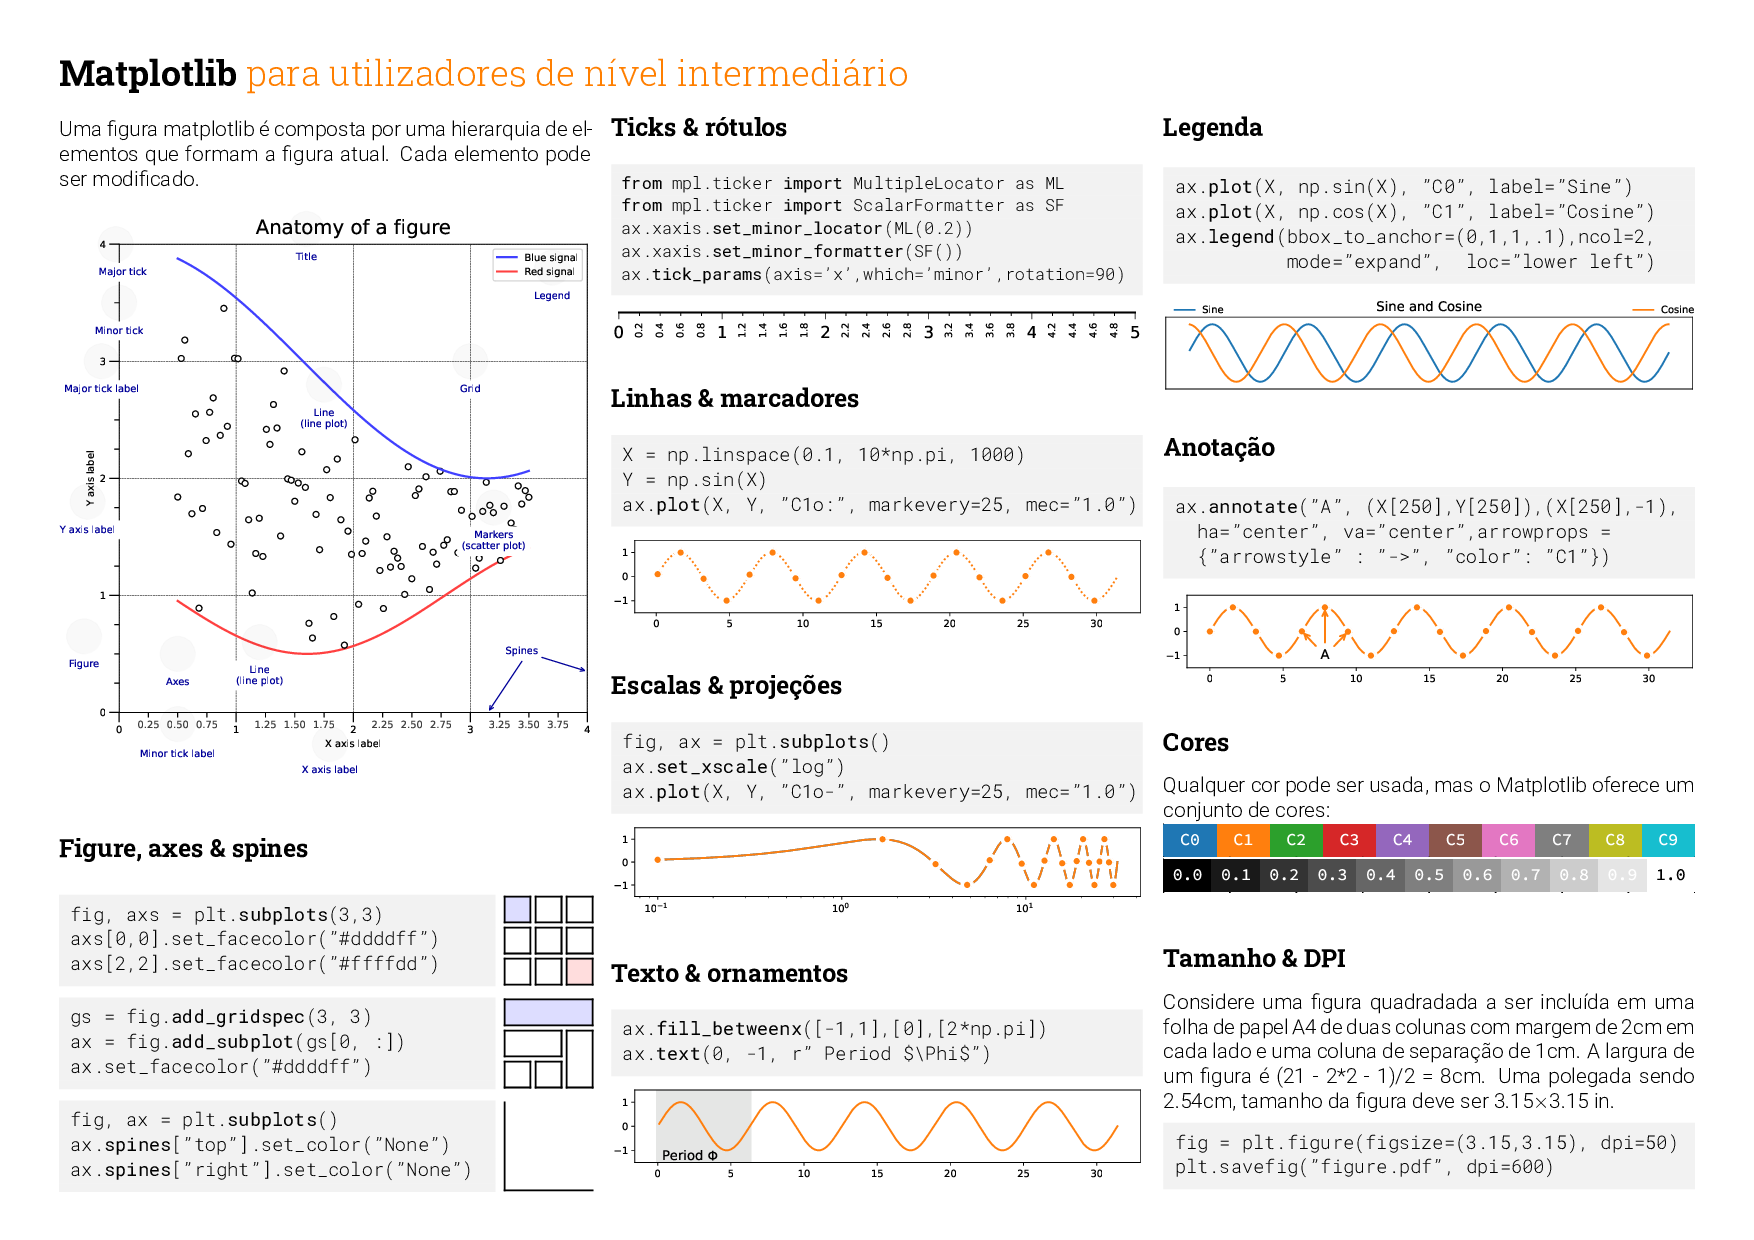 Matplotlib para utilizadores de nível intermediário
Uma figura matplotlib é composta por uma hierarquia de el-
ementos que formam a figura atual. Cada elemento pode
ser modificado.
Anatomy of a figure
Blue signal
Red signal
Legend
Title
Major tick
Minor tick
Major tick label
Grid
Line
(line plot)
Y axis label
Y axis label
Markers
(scatter plot)
Spines
Figure
Axes
Line
(line plot)
4
3
2
1
0
0 0.25 0.50 0.75 1 1.25 1.50 1.75 2 2.25 2.50 2.75 3 3.25 3.50 3.75 4
X axis label
Minor tick label
X axis label
Figure, axes & spines
fig, axs = plt.subplots(3,3)
axs[0,0].set_facecolor("#ddddff")
axs[2,2].set_facecolor("#ffffdd")
gs = fig.add_gridspec(3, 3)
ax = fig.add_subplot(gs[0, :])
ax.set_facecolor("#ddddff")
fig, ax = plt.subplots()
ax.spines["top"].set_color("None")
ax.spines["right"].set_color("None")
Ticks & rótulos
from mpl.ticker import MultipleLocator as ML
from mpl.ticker import ScalarFormatter as SF
ax.xaxis.set_minor_locator(ML(0.2))
ax.xaxis.set_minor_formatter(SF())
ax.tick_params(axis='x',which='minor',rotation=90)
0 0.2 0.4 0.6 0.8 1 1.2 1.4 1.6 1.8 2 2.2 2.4 2.6 2.8 3 3.2 3.4 3.6 3.8 4 4.2 4.4 4.6 4.8 5
Linhas & marcadores
X = np.linspace(0.1, 10*np.pi, 1000)
Y = np.sin(X)
ax.plot(X, Y, "C1o:", markevery=25, mec="1.0")
1
0
−1
0 5 10 15 20 25 30
Escalas & projeções
fig, ax = plt.subplots()
ax.set_xscale("log")
ax.plot(X, Y, "C1o-", markevery=25, mec="1.0")
1
0
−1
10⁻¹ 10⁰ 10¹
Texto & ornamentos
ax.fill_betweenx([-1,1],[0],[2*np.pi])
ax.text(0, -1, r" Period $\Phi$")
1
0
−1
Period Φ
0 5 10 15 20 25 30
Legenda
ax.plot(X, np.sin(X), "C0", label="Sine")
ax.plot(X, np.cos(X), "C1", label="Cosine")
ax.legend(bbox_to_anchor=(0,1,1,.1),ncol=2,
mode="expand", loc="lower left")
Sine Sine and Cosine Cosine
Anotação
ax.annotate("A", (X[250],Y[250]),(X[250],-1),
ha="center", va="center",arrowprops =
{"arrowstyle" : "->", "color": "C1"})
1
0
−1
A
0 5 10 15 20 25 30
Cores
Qualquer cor pode ser usada, mas o Matplotlib oferece um
conjunto de cores:
C0 C1 C2 C3 C4 C5 C6 C7 C8 C9
0.0 0.1 0.2 0.3 0.4 0.5 0.6 0.7 0.8 0.9 1.0
Tamanho & DPI
Considere uma figura quadradada a ser incluída em uma
folha de papel A4 de duas colunas com margem de 2cm em
cada lado e uma coluna de separação de 1cm. A largura de
um figura é (21 - 2*2 - 1)/2 = 8cm. Uma polegada sendo
2.54cm, tamanho da figura deve ser 3.15×3.15 in.
fig = plt.figure(figsize=(3.15,3.15), dpi=50)
plt.savefig("figure.pdf", dpi=600)